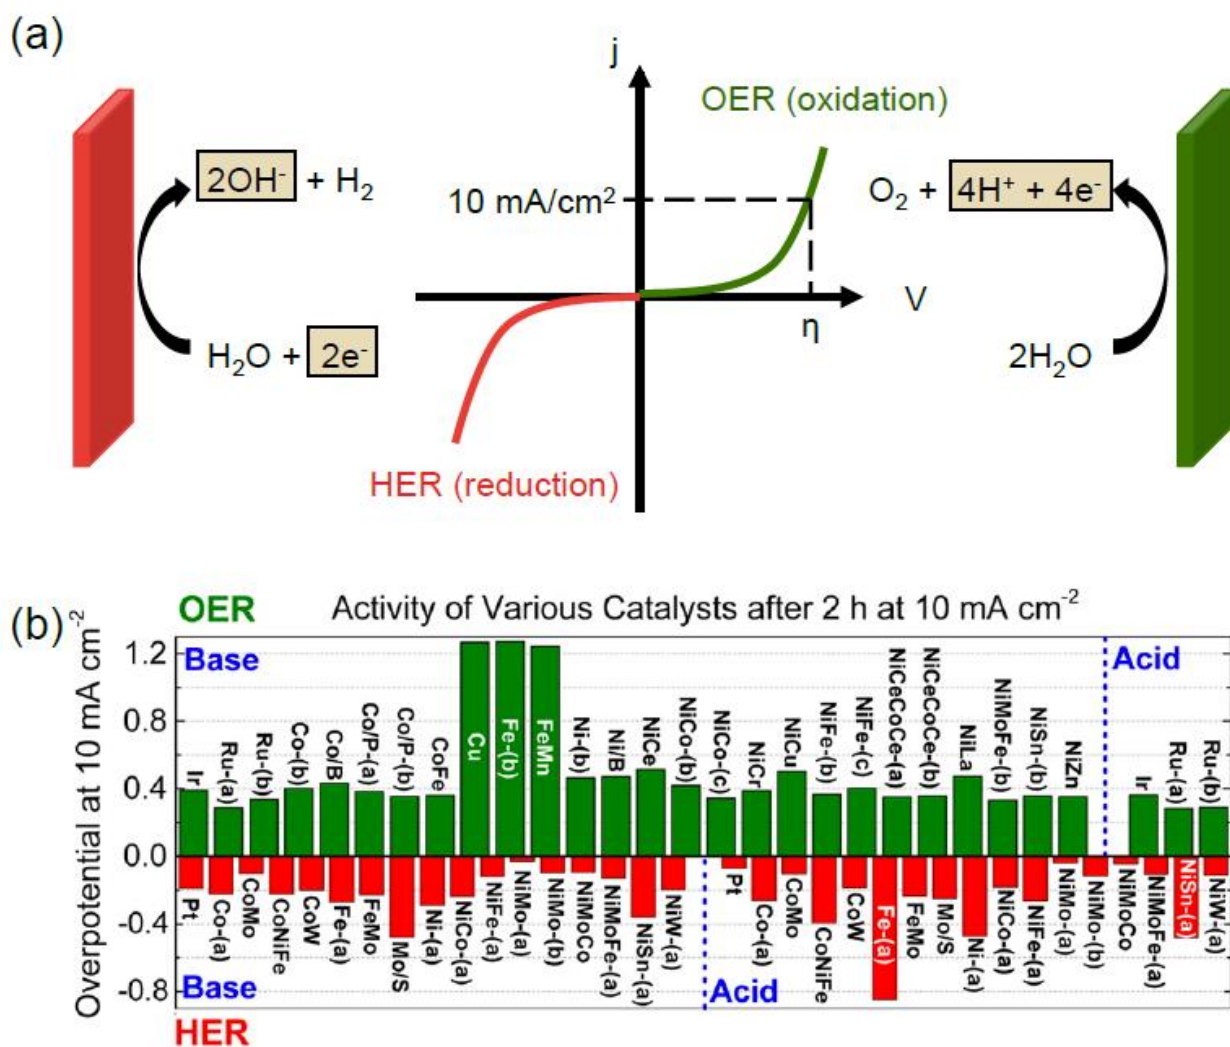 (a)
j
OER (oxidation)
2OH⁻ + H₂
10 mA/cm²
O₂ + 4H⁺ + 4e⁻
V
η
H₂O + 2e⁻
2H₂O
HER (reduction)
(b)
OER
Activity of Various Catalysts after 2 h at 10 mA cm⁻²
Overpotential at 10 mA cm⁻²
1.2
0.8
0.4
0.0
-0.4
-0.8
Base
Acid
Ir
Ru-(a)
Ru-(b)
Co-(b)
Co/B
Co/P-(a)
Co/P-(b)
CoFe
Cu
Fe-(b)
FeMn
Ni-(b)
Ni/B
NiCe
NiCo-(b)
NiCo-(c)
NiCr
NiCu
NiFe-(b)
NiFe-(c)
NiCeCoCe-(a)
NiCeCoCe-(b)
NiLa
NiMoFe-(b)
NiSn-(b)
NiZn
Ir
Ru-(a)
Ru-(b)
Pt
Co-(a)
CoMo
CoNiFe
CoW
Fe-(a)
FeMo
Mo/S
Ni-(a)
NiCo-(a)
NiFe-(a)
NiMo-(a)
NiMo-(b)
NiMoCo
NiMoFe-(a)
NiSn-(a)
NiW-(a)
Pt
Co-(a)
CoMo
CoNiFe
CoW
Fe-(a)
FeMo
Mo/S
Ni-(a)
NiCo-(a)
NiFe-(a)
NiMo-(a)
NiMo-(b)
NiMoCo
NiMoFe-(a)
NiSn-(a)
NiW-(a)
Base
Acid
HER